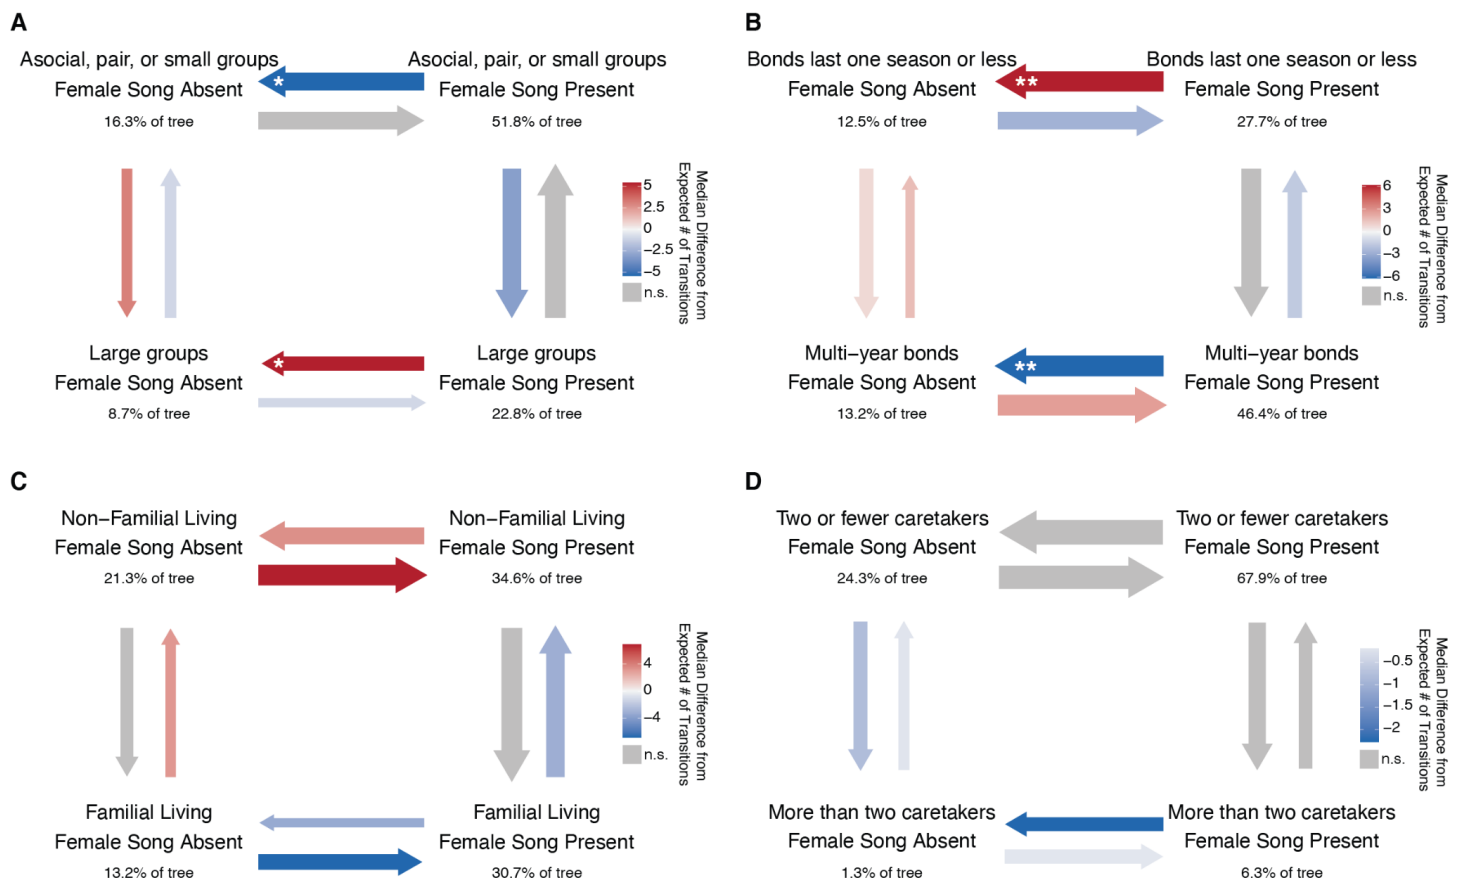 A
Asocial, pair, or small groups
Female Song Absent
16.3% of tree
*
Asocial, pair, or small groups
Female Song Present
51.8% of tree
Large groups
Female Song Absent
8.7% of tree
*
Large groups
Female Song Present
22.8% of tree
5
2.5
0
−2.5
−5
n.s.
Median Difference from
Expected # of Transitions
B
Bonds last one season or less
Female Song Absent
12.5% of tree
**
Bonds last one season or less
Female Song Present
27.7% of tree
Multi−year bonds
Female Song Absent
13.2% of tree
**
Multi−year bonds
Female Song Present
46.4% of tree
6
3
0
−3
−6
n.s.
Median Difference from
Expected # of Transitions
C
Non−Familial Living
Female Song Absent
21.3% of tree
Non−Familial Living
Female Song Present
34.6% of tree
Familial Living
Female Song Absent
13.2% of tree
Familial Living
Female Song Present
30.7% of tree
4
0
−4
n.s.
Median Difference from
Expected # of Transitions
D
Two or fewer caretakers
Female Song Absent
24.3% of tree
Two or fewer caretakers
Female Song Present
67.9% of tree
More than two caretakers
Female Song Absent
1.3% of tree
More than two caretakers
Female Song Present
6.3% of tree
−0.5
−1
−1.5
−2
n.s.
Median Difference from
Expected # of Transitions